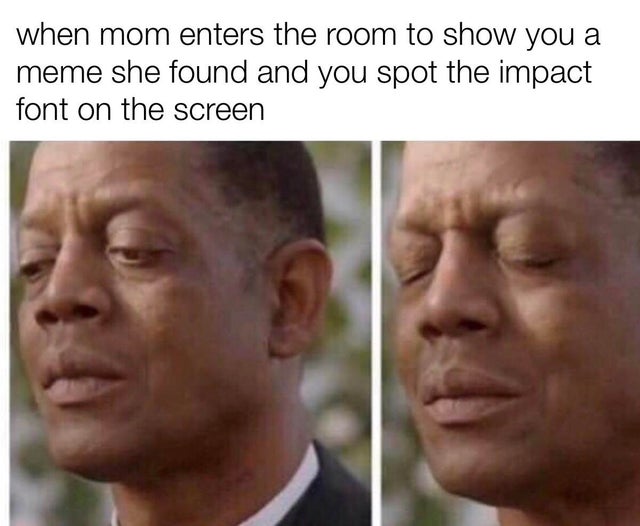 when mom enters the room to show you a
meme she found and you spot the impact
font on the screen